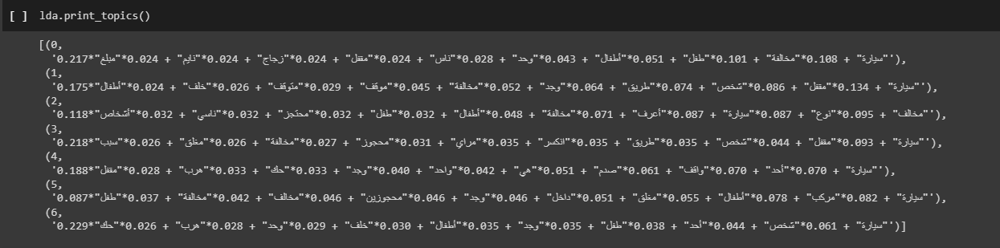 [ ] lda.print_topics()
[(0,
'0.217*"سيارة" + 0.108*"مخالفة" + 0.101*"طفل" + 0.051*"أطفال" + 0.043*"وحد" + 0.028*"ناس" + 0.024*"مقفل" + 0.024*"زجاج" + 0.024*"نايم" + 0.024*"مبلغ"'),
(1,
'0.175*"سيارة" + 0.134*"مقفل" + 0.086*"شخص" + 0.074*"طريق" + 0.064*"وجد" + 0.052*"مخالفة" + 0.045*"موقف" + 0.029*"متوقف" + 0.026*"خلف" + 0.024*"أطفال"'),
(2,
'0.118*"مخالف" + 0.095*"نوع" + 0.087*"سيارة" + 0.087*"أعرف" + 0.071*"مخالفة" + 0.048*"أطفال" + 0.032*"طفل" + 0.032*"محتجز" + 0.032*"ناسي" + 0.032*"أشخاص"'),
(3,
'0.218*"سيارة" + 0.093*"مقفل" + 0.044*"شخص" + 0.035*"طريق" + 0.035*"انكسر" + 0.035*"مراي" + 0.031*"محجوز" + 0.027*"مخالفة" + 0.026*"مغلق" + 0.026*"سبب"'),
(4,
'0.188*"سيارة" + 0.070*"أحد" + 0.070*"واقف" + 0.061*"صدم" + 0.051*"هي" + 0.042*"واحد" + 0.040*"وجد" + 0.033*"حك" + 0.033*"هرب" + 0.028*"مقفل"'),
(5,
'0.087*"سيارة" + 0.082*"مركب" + 0.078*"أطفال" + 0.055*"مغلق" + 0.051*"داخل" + 0.046*"وجد" + 0.046*"محجوزين" + 0.046*"مخالف" + 0.042*"مخالفة" + 0.037*"طفل"'),
(6,
'0.229*"سيارة" + 0.061*"شخص" + 0.044*"أحد" + 0.038*"طفل" + 0.035*"وجد" + 0.035*"أطفال" + 0.030*"خلف" + 0.029*"وحد" + 0.028*"هرب" + 0.026*"حك"')]